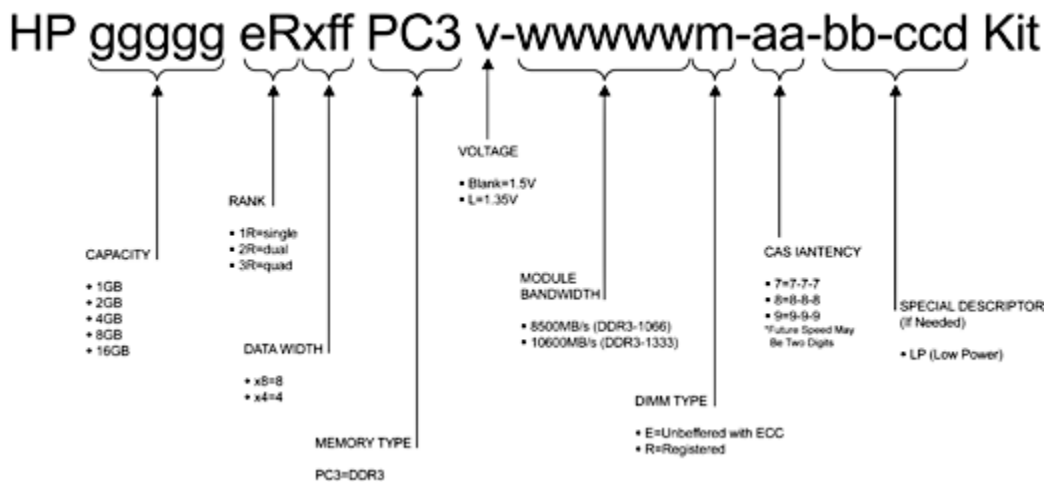 HP ggggg eRxff PC3 v-wwwwwm-aa-bb-ccd Kit
VOLTAGE
• Blank=1.5V
• L=1.35V
RANK
• 1R=single
• 2R=dual
• 3R=quad
CAPACITY
• 1GB
• 2GB
• 4GB
• 8GB
• 16GB
CAS IANTENCY
• 7=7-7-7
• 8=8-8-8
• 9=9-9-9
*Future Speed May
Be Two Digits
MODULE
BANDWIDTH
• 8500MB/s (DDR3-1066)
• 10600MB/s (DDR3-1333)
SPECIAL DESCRIPTOR
(If Needed)
• LP (Low Power)
DATA WIDTH
• x8=8
• x4=4
DIMM TYPE
• E=Unbeffered with ECC
• R=Registered
MEMORY TYPE
PC3=DDR3